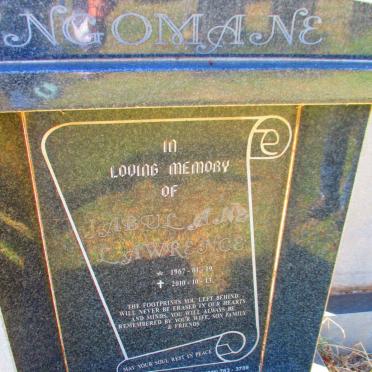 NGOMANE
IN
LOVING MEMORY
OF
LAWRENCE
★ 1967 - 01 - 19
✝ 2010 - 10 - 13
THE FOOTPRINTS YOU LEFT BEHIND
WILL NEVER BE ERASED IN OUR HEARTS
AND MINDS, YOU WILL ALWAYS BE
REMEMBERED BY YOUR WIFE, SON FAMILY
& FRIENDS
MAY YOUR SOUL REST IN PEACE
3758